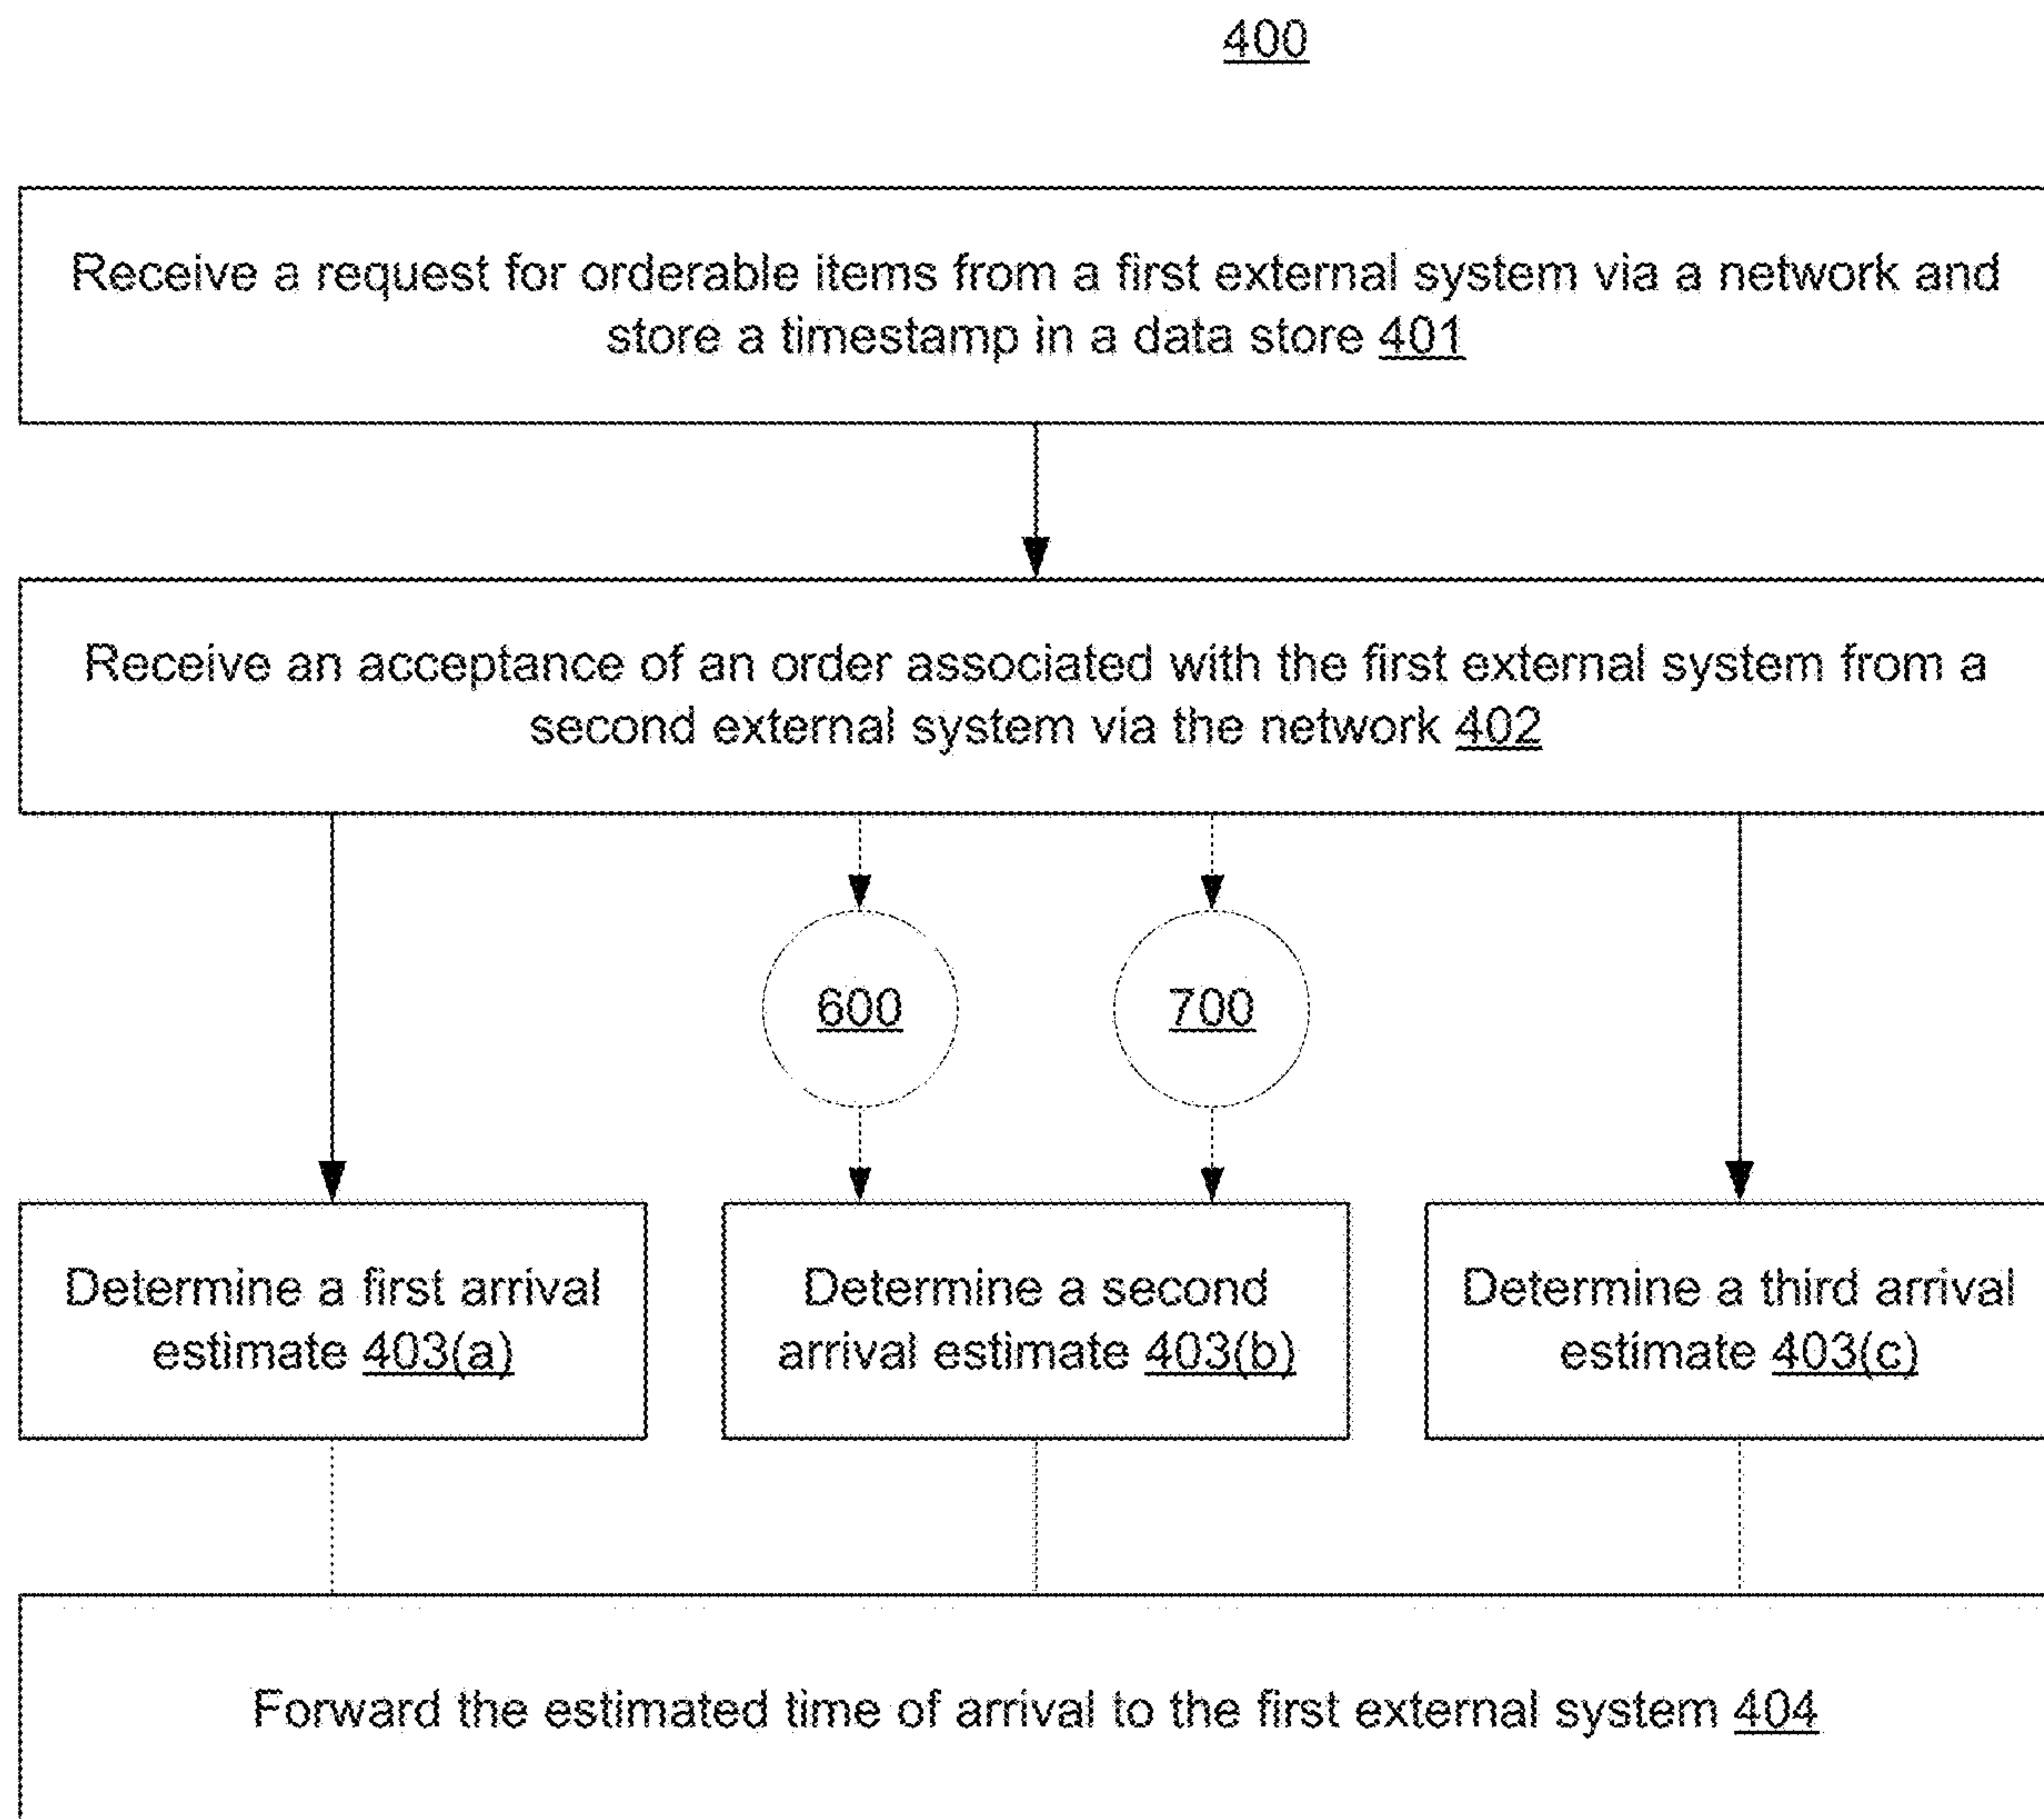 400
Receive a request for orderable items from a first external system via a network and
store a timestamp in a data store 401
Receive an acceptance of an order associated with the first external system from a
second external system via the network 402
600
700
Determine a first arrival
estimate 403(a)
Determine a second
arrival estimate 403(b)
Determine a third arrival
estimate 403(c)
Forward the estimated time of arrival to the first external system 404